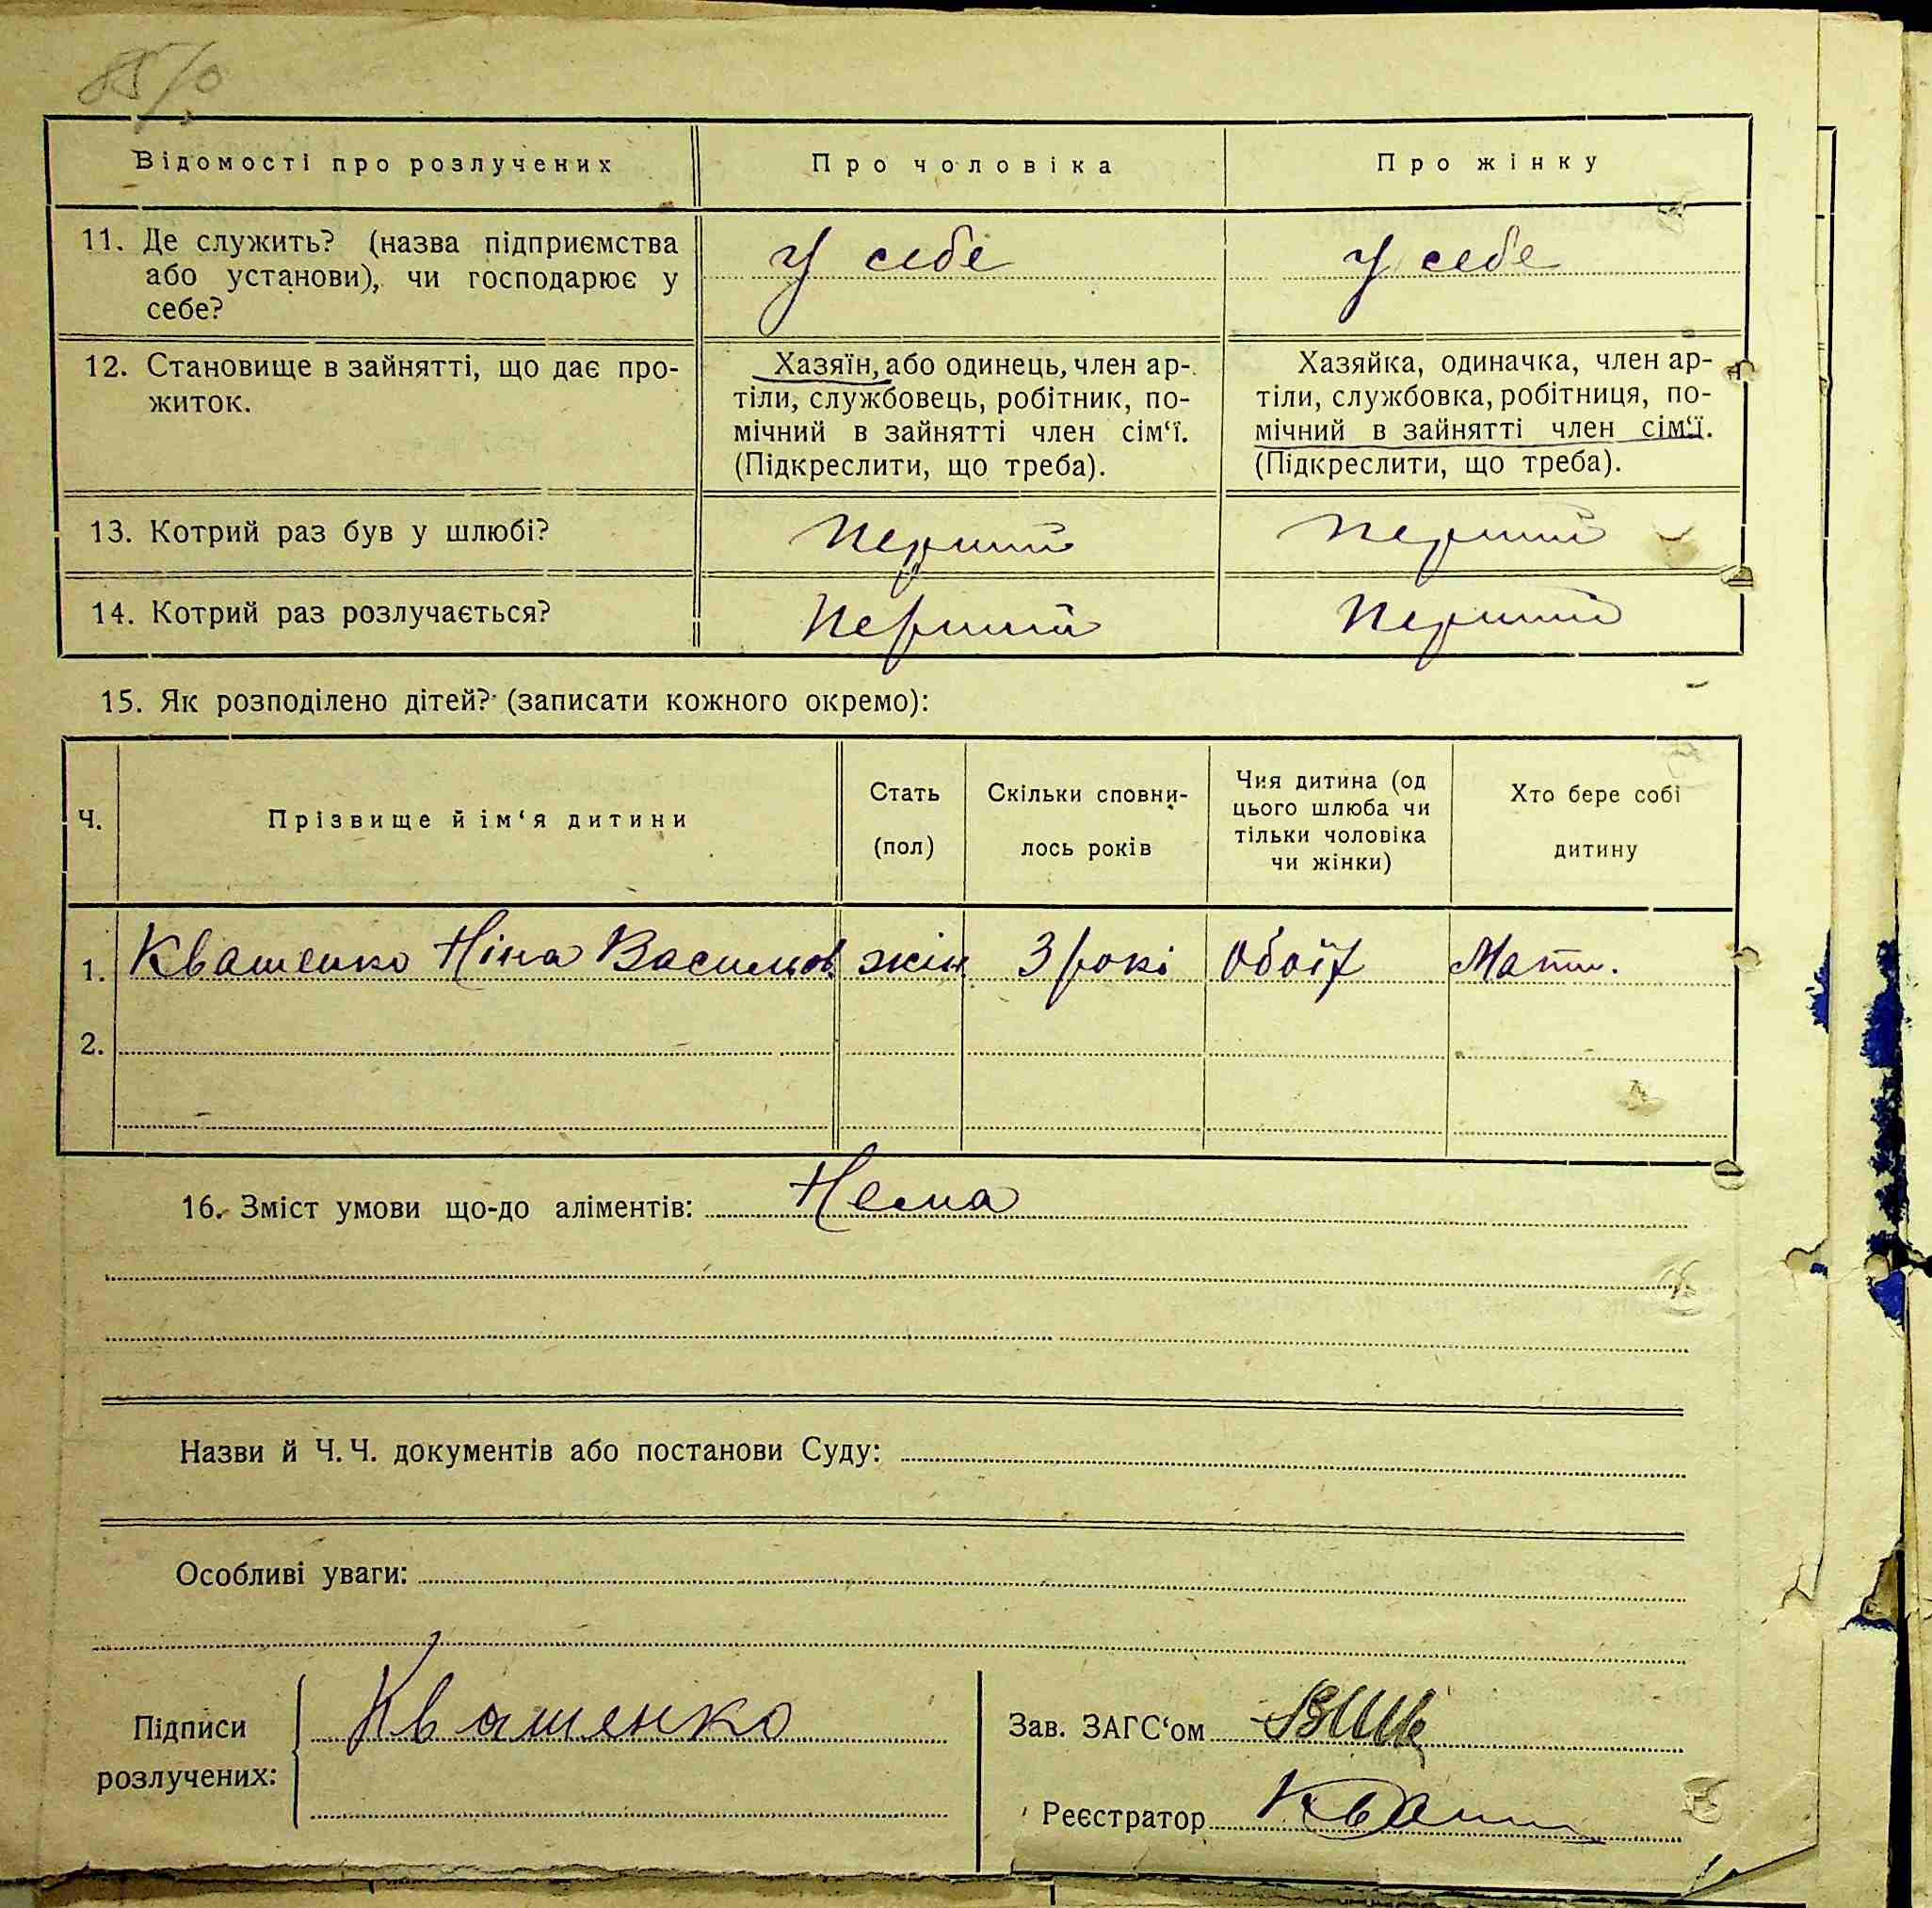 85/0
Відомості про розлучених
Про чоловіка
Про жінку
11. Де служить? (назва підприємства
або установи), чи господарює у
себе?
У себе
У себе
12. Становище в зайнятті, що дає про-
житок.
Хазяїн, або одинець, член ар-
тіли, службовець, робітник, по-
мічний в зайнятті член сім‘ї.
(Підкреслити, що треба).
Хазяйка, одиначка, член ар-
тіли, службовка, робітниця, по-
мічний в зайнятті член сім‘ї.
(Підкреслити, що треба).
13. Котрий раз був у шлюбі?
Перший
Перший
14. Котрий раз розлучається?
Перший
Перший
15. Як розподілено дітей? (записати кожного окремо):
Ч.
Прізвище й ім‘я дитини
Стать
(пол)
Скільки сповни-
лось років
Чия дитина (од
цього шлюба чи
тільки чоловіка
чи жінки)
Хто бере собі
дитину
1. Квашенко Ніна Васильов. жін. 3 рокі Обоїх Мати.
2.
16. Зміст умови що-до аліментів: Нема
Назви й Ч. Ч. документів або постанови Суду:
Особливі уваги:
Підписи
розлучених:
Квашенко
Зав. ЗАГС‘ом
Реєстратор